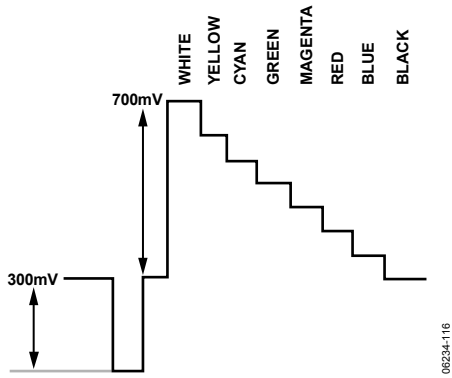 WHITE
YELLOW
CYAN
GREEN
MAGENTA
RED
BLUE
BLACK
700mV
300mV
06234-116